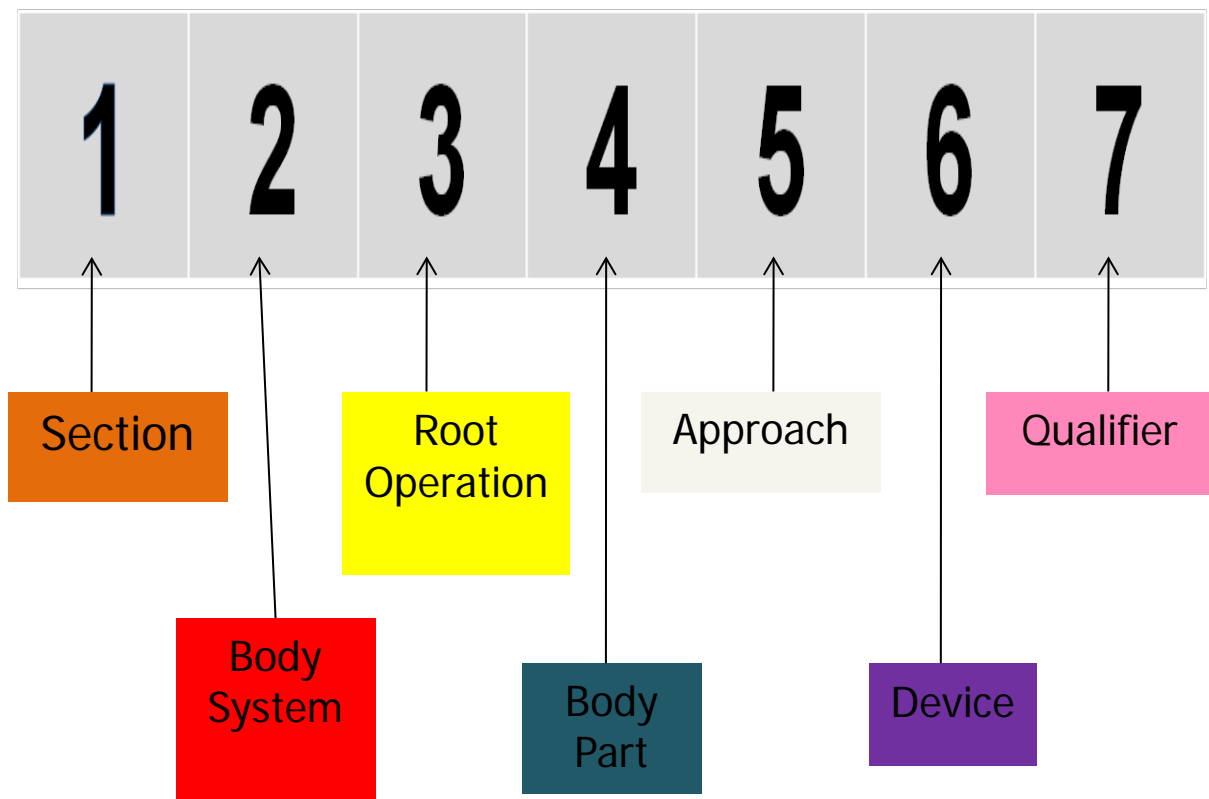 1 2 3 4 5 6 7
Section
Root
Operation
Approach
Qualifier
Body
System
Body
Part
Device